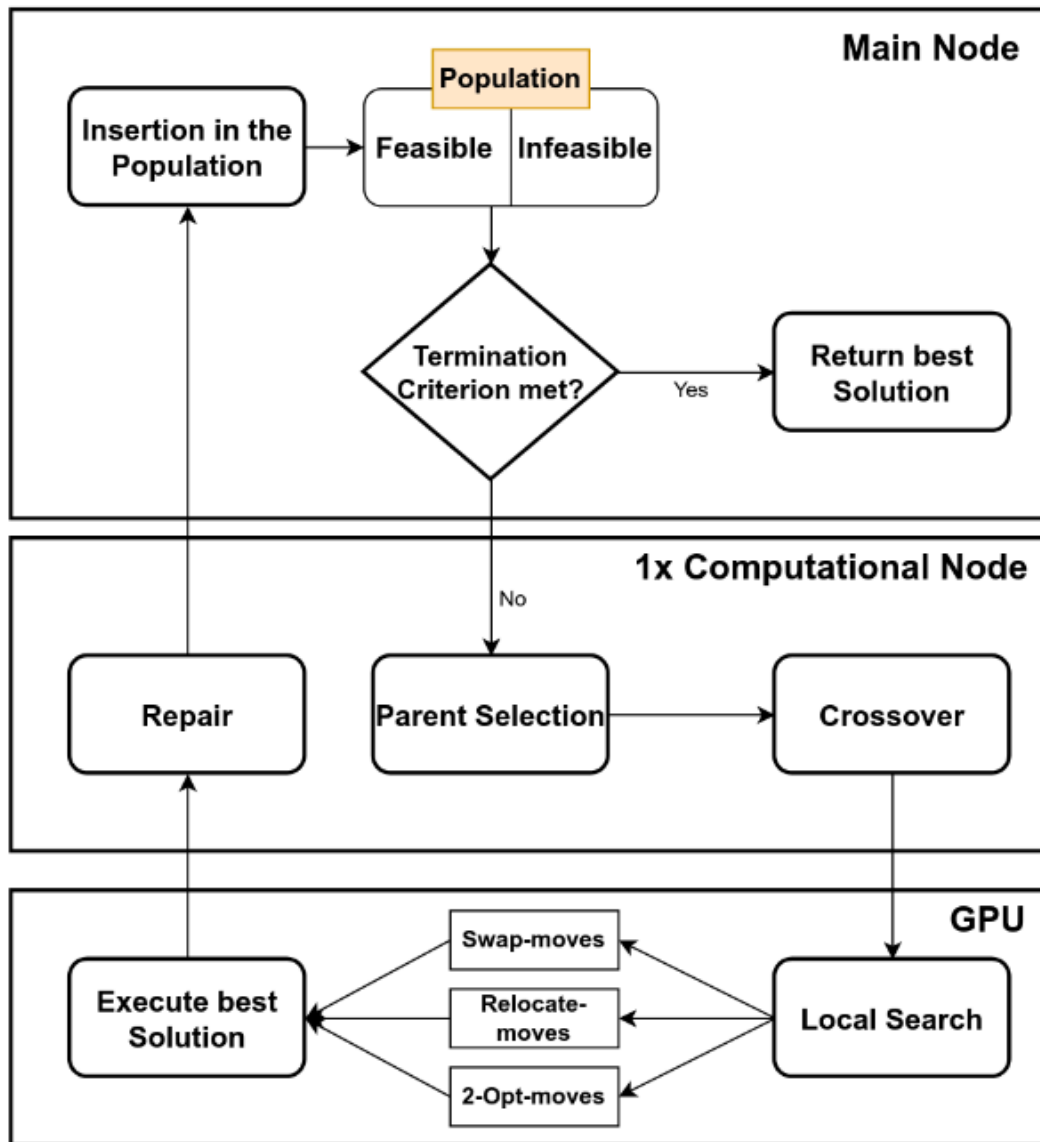 Main Node
Population
Insertion in the
Population
Feasible
Infeasible
Termination
Criterion met?
Yes
Return best
Solution
1x Computational Node
No
Repair
Parent Selection
Crossover
GPU
Swap-moves
Execute best
Solution
Relocate-
moves
Local Search
2-Opt-moves